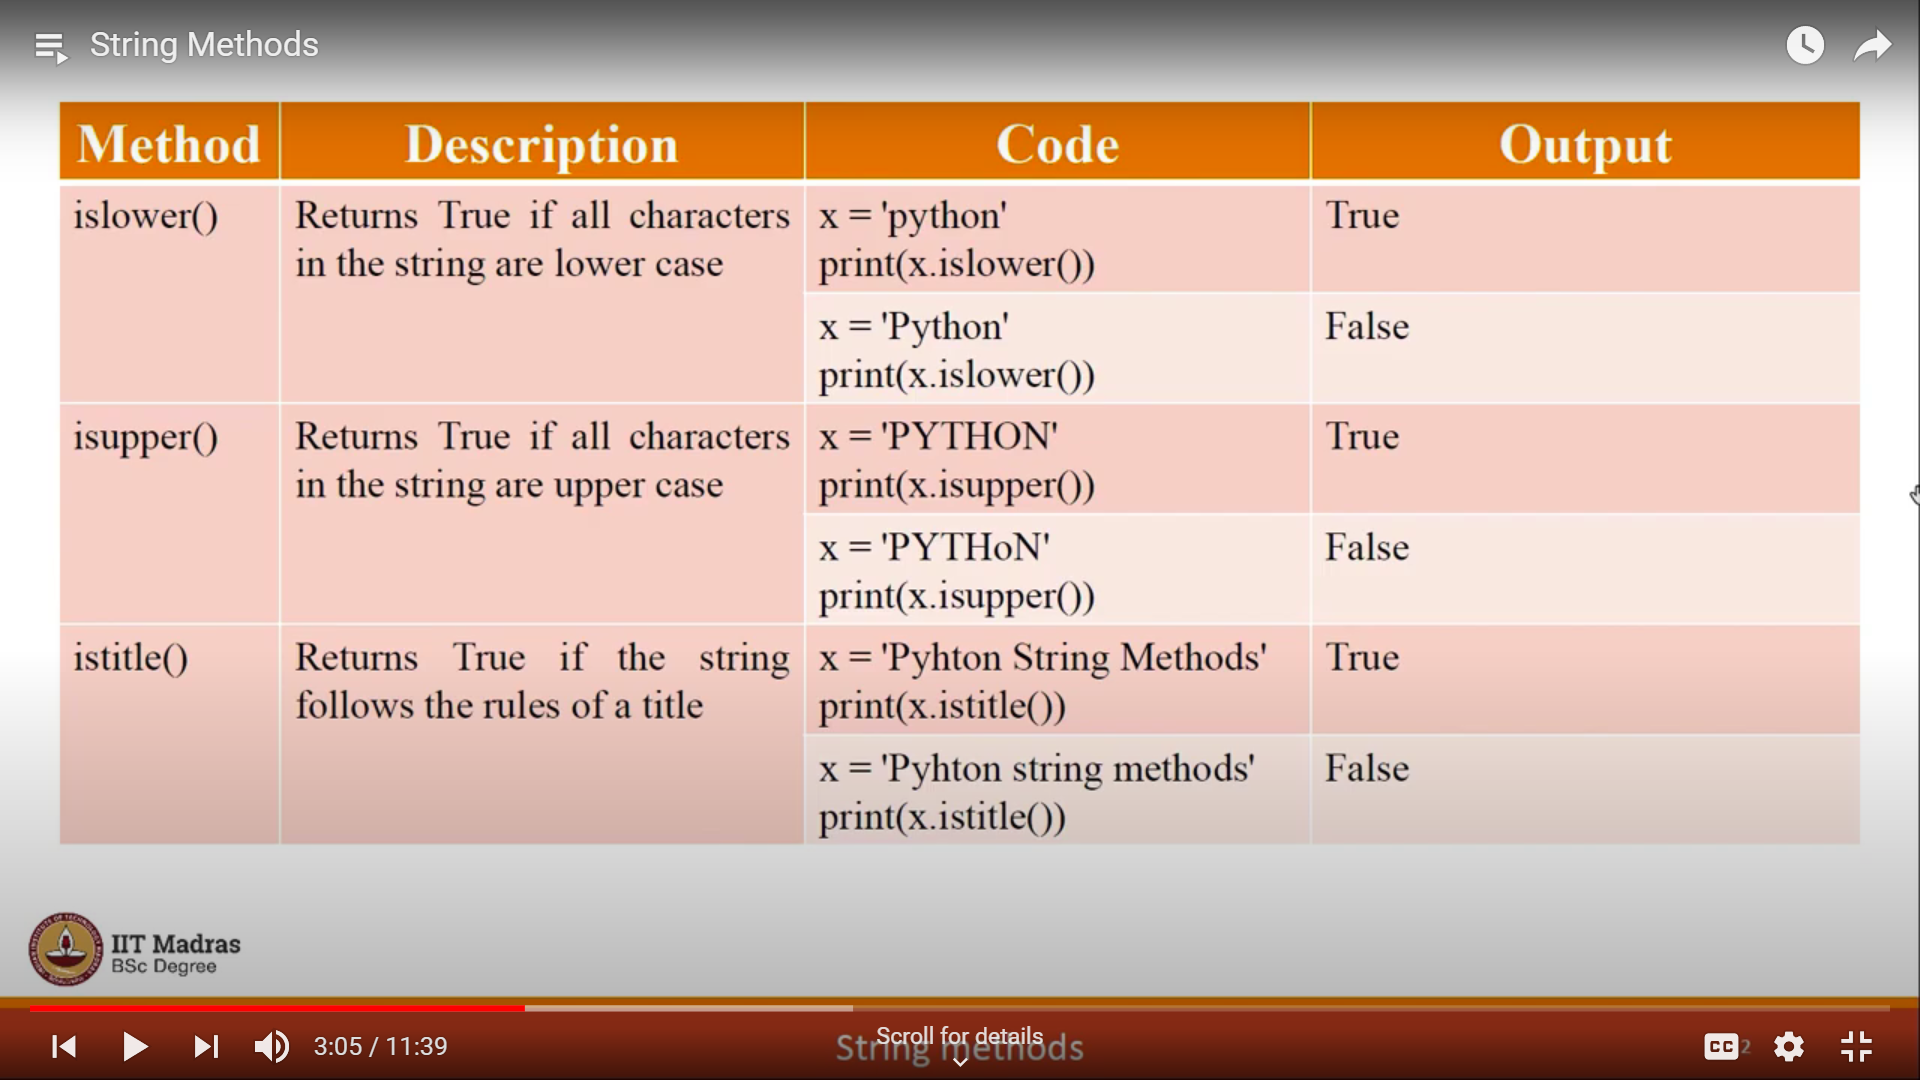 String Methods
Method Description Code Output
islower() Returns True if all characters x = 'python' True
in the string are lower case print(x.islower())
x = 'Python' False
print(x.islower())
isupper() Returns True if all characters x = 'PYTHON' True
in the string are upper case print(x.isupper())
x = 'PYTHoN' False
print(x.isupper())
istitle() Returns True if the string x = 'Pyhton String Methods' True
follows the rules of a title print(x.istitle())
x = 'Pyhton string methods' False
print(x.istitle())
IIT Madras
BSc Degree
3:05 / 11:39
Scroll for details
String methods
CC 2